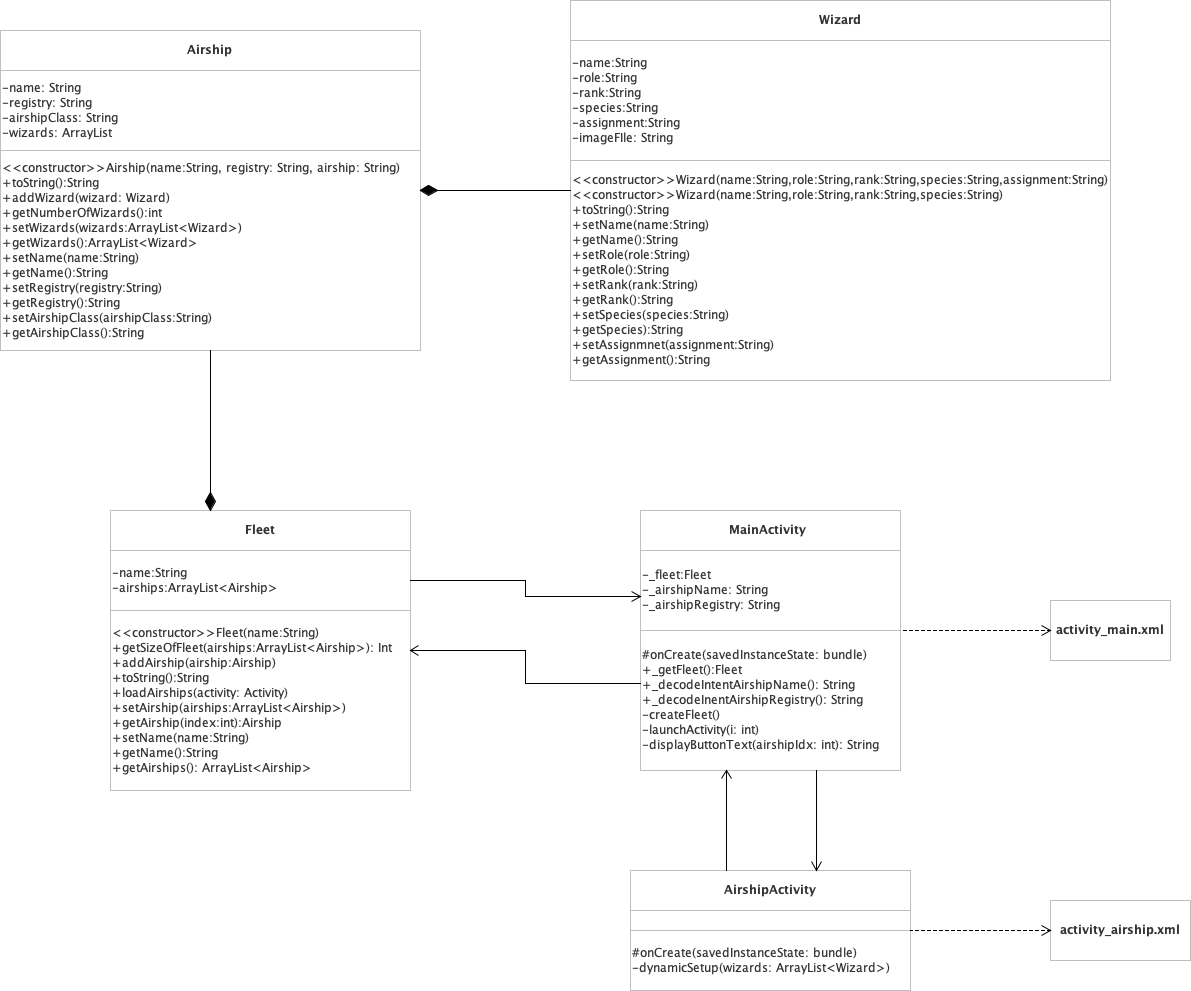 Airship
-name: String
-registry: String
-airshipClass: String
-wizards: ArrayList
<<constructor>>Airship(name:String, registry: String, airship: String)
+toString():String
+addWizard(wizard: Wizard)
+getNumberOfWizards():int
+setWizards(wizards:ArrayList<Wizard>)
+getWizards():ArrayList<Wizard>
+setName(name:String)
+getName():String
+setRegistry(registry:String)
+getRegistry():String
+setAirshipClass(airshipClass:String)
+getAirshipClass():String
Wizard
-name:String
-role:String
-rank:String
-species:String
-assignment:String
-imageFIle: String
<<constructor>>Wizard(name:String,role:String,rank:String,species:String,assignment:String)
<<constructor>>Wizard(name:String,role:String,rank:String,species:String)
+toString():String
+setName(name:String)
+getName():String
+setRole(role:String)
+getRole():String
+setRank(rank:String)
+getRank():String
+setSpecies(species:String)
+getSpecies):String)
+setAssignmnet(assignment:String)
+getAssignment():String
Fleet
-name:String
-airships:ArrayList<Airship>
<<constructor>>Fleet(name:String)
+getSizeOfFleet(airships:ArrayList<Airship>): Int
+addAirship(airship:Airship)
+toString():String
+loadAirships(activity: Activity)
+setAirship(airships:ArrayList<Airship>)
+getAirship(index:int):Airship
+setName(name:String)
+getName():String
+getAirships(): ArrayList<Airship>
MainActivity
-_fleet:Fleet
-_airshipName: String
-_airshipRegistry: String
#onCreate(savedInstanceState: bundle)
+_getFleet():Fleet
+_decodeIntentAirshipName(): String
+_decodeInentAirshipRegistry(): String
-createFleet()
-launchActivity(i: int)
-displayButtonText(airshipIdx: int): String
activity_main.xml
AirshipActivity
#onCreate(savedInstanceState: bundle)
-dynamicSetup(wizards: ArrayList<Wizard>)
activity_airship.xml